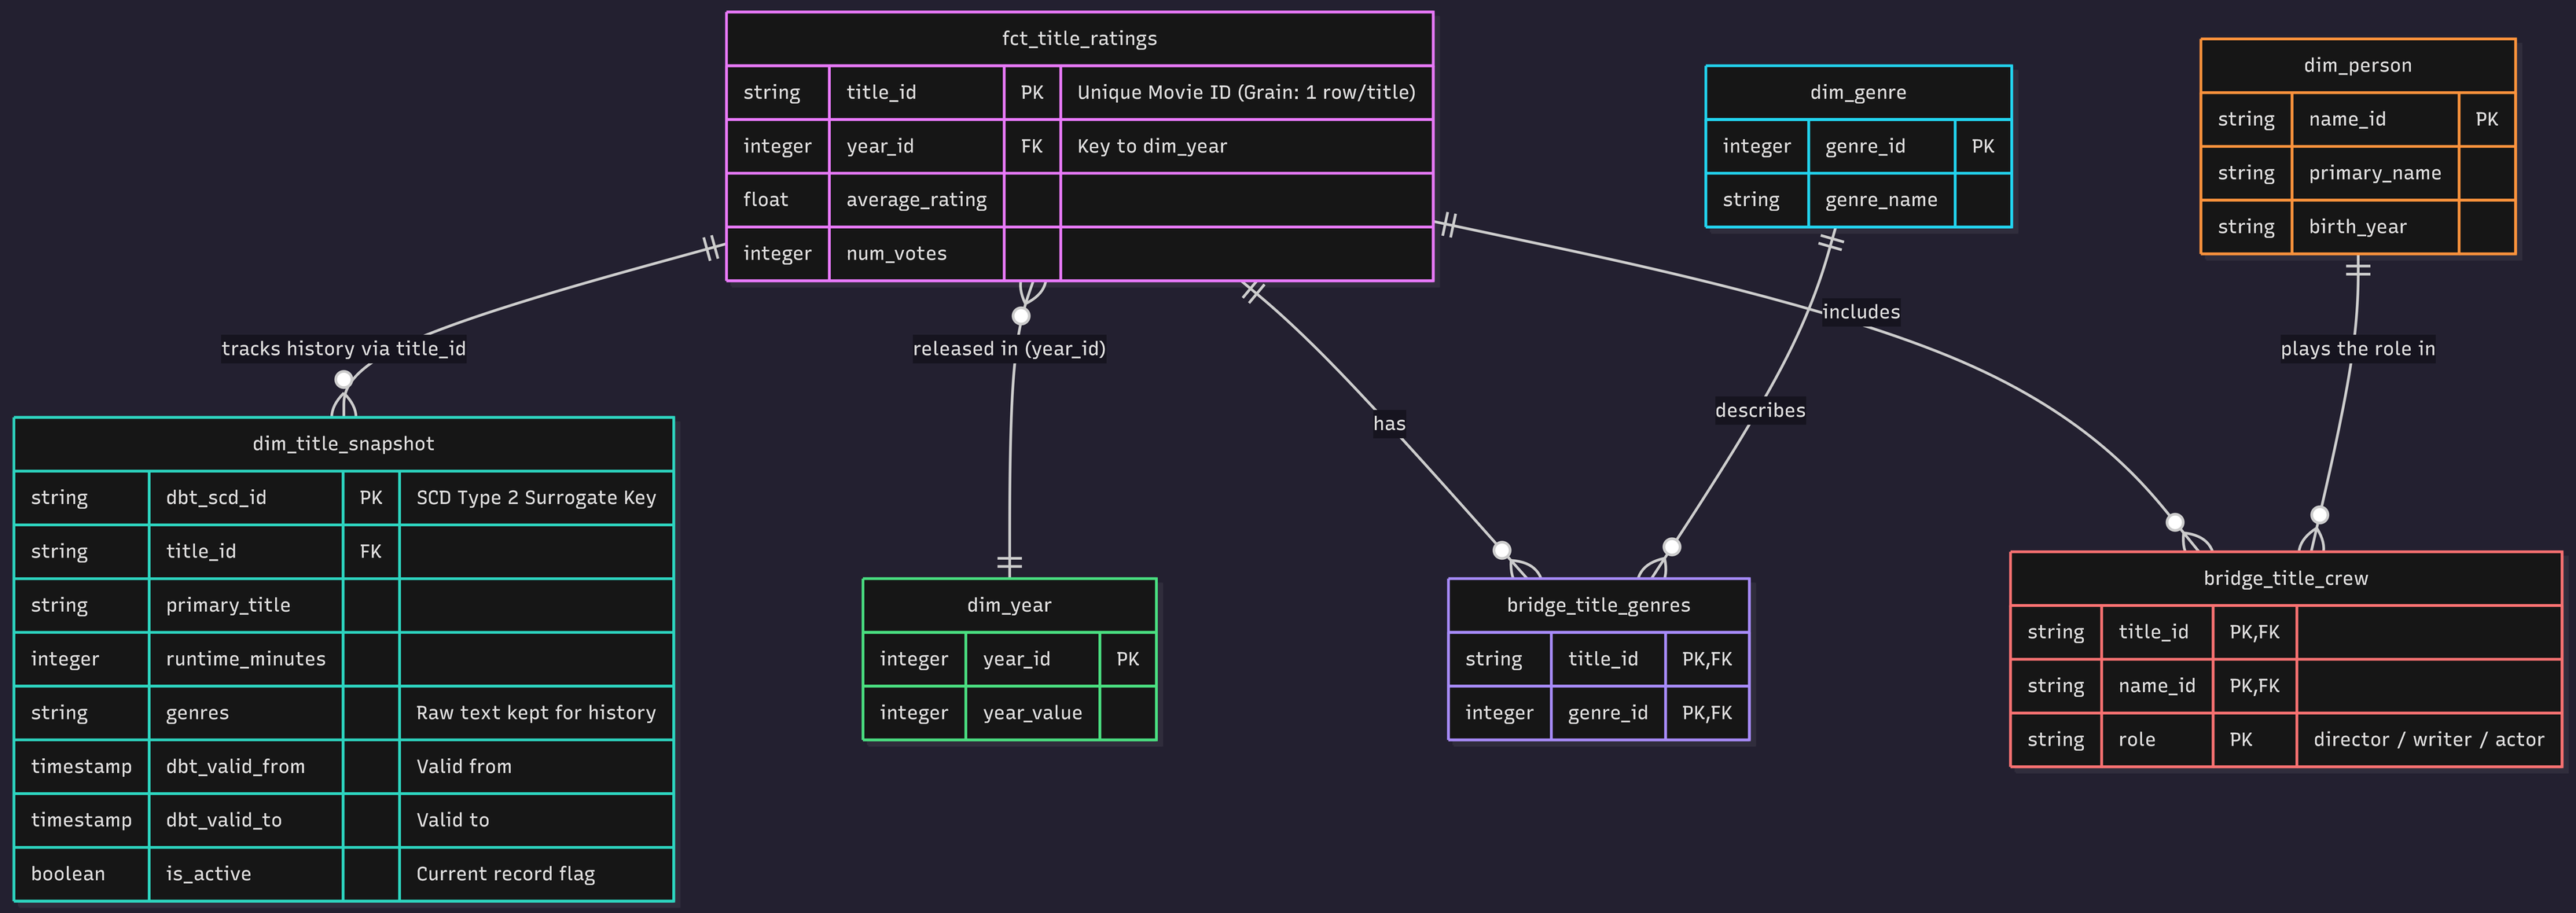 fct_title_ratings
string title_id PK Unique Movie ID (Grain: 1 row/title)
integer year_id FK Key to dim_year
float average_rating
integer num_votes
dim_genre
integer genre_id PK
string genre_name
dim_person
string name_id PK
string primary_name
string birth_year
tracks history via title_id
released in (year_id)
has
describes
includes
plays the role in
dim_title_snapshot
string dbt_scd_id PK SCD Type 2 Surrogate Key
string title_id FK
string primary_title
integer runtime_minutes
string genres Raw text kept for history
timestamp dbt_valid_from Valid from
timestamp dbt_valid_to Valid to
boolean is_active Current record flag
dim_year
integer year_id PK
integer year_value
bridge_title_genres
string title_id PK,FK
integer genre_id PK,FK
bridge_title_crew
string title_id PK,FK
string name_id PK,FK
string role PK director / writer / actor